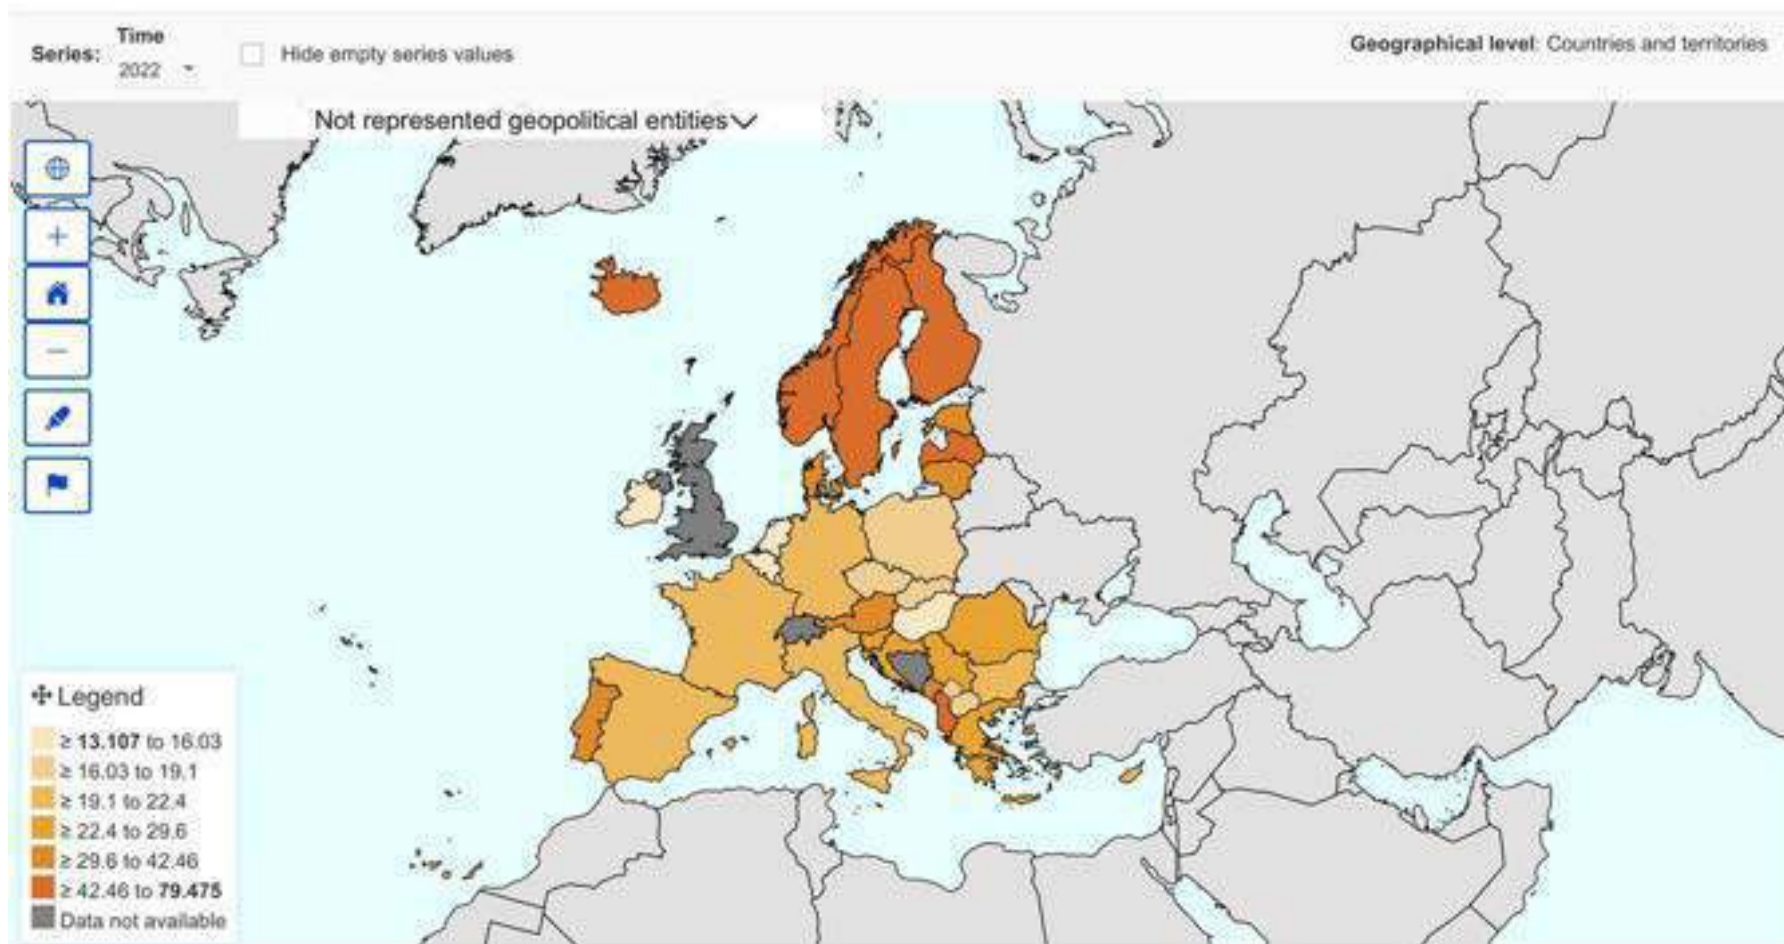 Series:
Time
2022
Hide empty series values
Geographical level: Countries and territories
Not represented geopolitical entities
+
−
Legend
≥ 13.107 to 16.03
≥ 16.03 to 19.1
≥ 19.1 to 22.4
≥ 22.4 to 29.6
≥ 29.6 to 42.46
≥ 42.46 to 79.475
Data not available